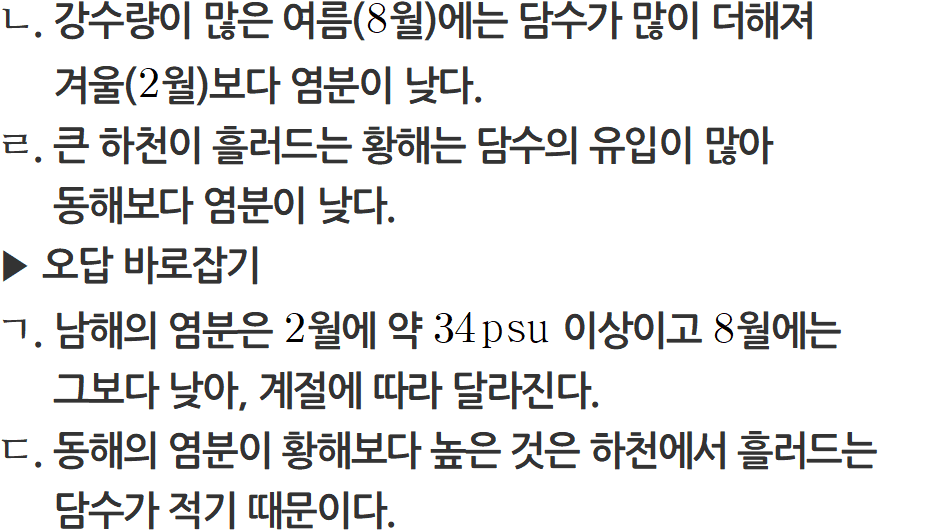 ㄴ. 강수량이 많은 여름(8월)에는 담수가 많이 더해져
겨울(2월)보다 염분이 낮다.
ㄹ. 큰 하천이 흘러드는 황해는 담수의 유입이 많아
동해보다 염분이 낮다.
▶ 오답 바로잡기
ㄱ. 남해의 염분은 2월에 약 34psu 이상이고 8월에는
그보다 낮아, 계절에 따라 달라진다.
ㄷ. 동해의 염분이 황해보다 높은 것은 하천에서 흘러드는
담수가 적기 때문이다.